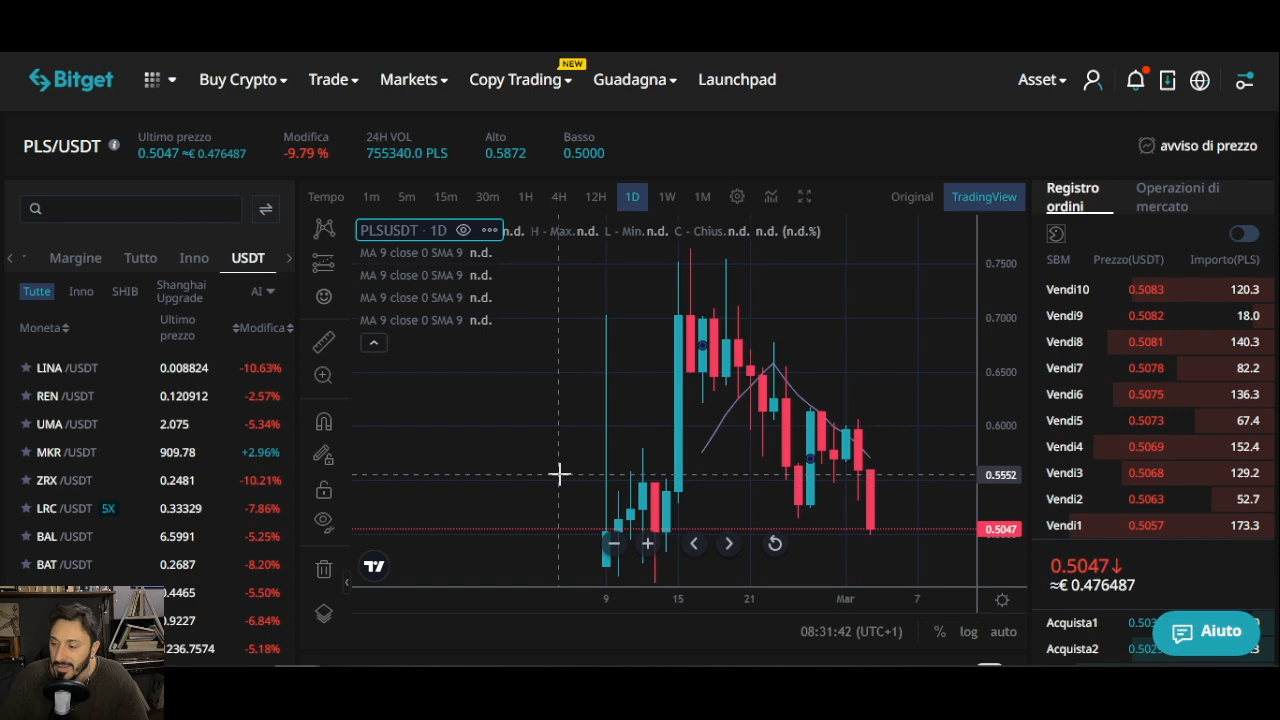 Bitget
Buy Crypto
Trade
Markets
NEW
Copy Trading
Guadagna
Launchpad
Asset
PLS/USDT
Ultimo prezzo
0.5047 ≈€ 0.476487
Modifica
-9.79 %
24H VOL
755340.0 PLS
Alto
0.5872
Basso
0.5000
avviso di prezzo
Margine Tutto Inno USDT
Tutte Inno SHIB Shanghai Upgrade AI
Moneta Ultimo prezzo Modifica
LINA /USDT 0.008824 -10.63%
REN /USDT 0.120912 -2.57%
UMA /USDT 2.075 -5.34%
MKR /USDT 909.78 +2.96%
ZRX /USDT 0.2481 -10.21%
LRC /USDT 5X 0.33329 -7.86%
BAL /USDT 6.5991 -5.25%
BAT /USDT 0.2687 -8.20%
.4465 -5.50%
.9227 -6.84%
236.7574 -5.18%
Tempo 1m 5m 15m 30m 1H 4H 12H 1D 1W 1M Original TradingView
PLSUSDT · 1D n.d. H - Max.n.d. L - Min.n.d. C - Chius.n.d. n.d. (n.d.%)
MA 9 close 0 SMA 9 n.d.
MA 9 close 0 SMA 9 n.d.
MA 9 close 0 SMA 9 n.d.
MA 9 close 0 SMA 9 n.d.
0.7500
0.7000
0.6500
0.6000
0.5552
0.5047
9 15 21 Mar 7
08:31:42 (UTC+1) % log auto
Registro ordini
Operazioni di mercato
SBM Prezzo(USDT) Importo(PLS)
Vendi10 0.5083 120.3
Vendi9 0.5082 18.0
Vendi8 0.5081 140.3
Vendi7 0.5078 82.2
Vendi6 0.5075 136.3
Vendi5 0.5073 67.4
Vendi4 0.5069 152.4
Vendi3 0.5068 129.2
Vendi2 0.5063 52.7
Vendi1 0.5057 173.3
0.5047↓
≈€ 0.476487
Acquista1
Acquista2
Aiuto